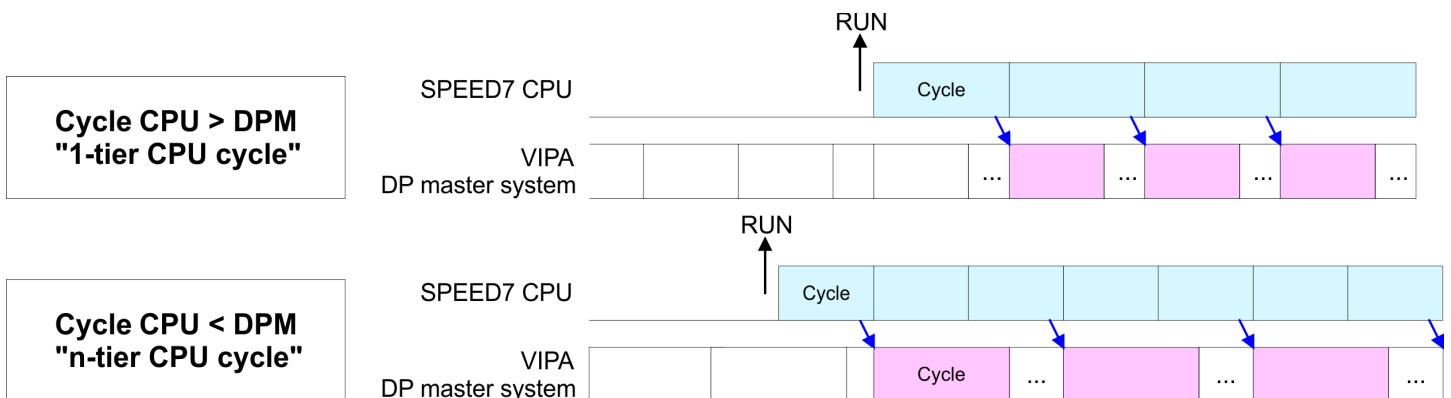 RUN
SPEED7 CPU
Cycle
Cycle CPU > DPM
"1-tier CPU cycle"
VIPA
DP master system
... ... ... ...
RUN
SPEED7 CPU
Cycle
Cycle CPU < DPM
"n-tier CPU cycle"
VIPA
DP master system
Cycle ... ... ...